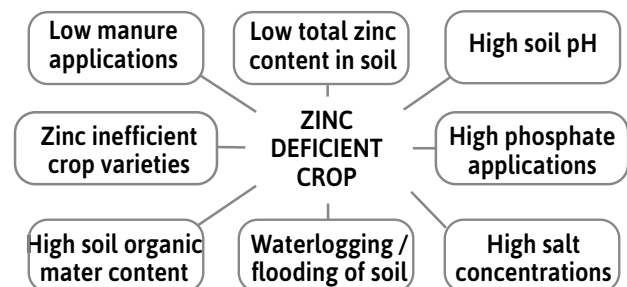 Low manure
applications
Low total zinc
content in soil
High soil pH
Zinc inefficient
crop varieties
ZINC
DEFICIENT
CROP
High phosphate
applications
High soil organic
mater content
Waterlogging /
flooding of soil
High salt
concentrations